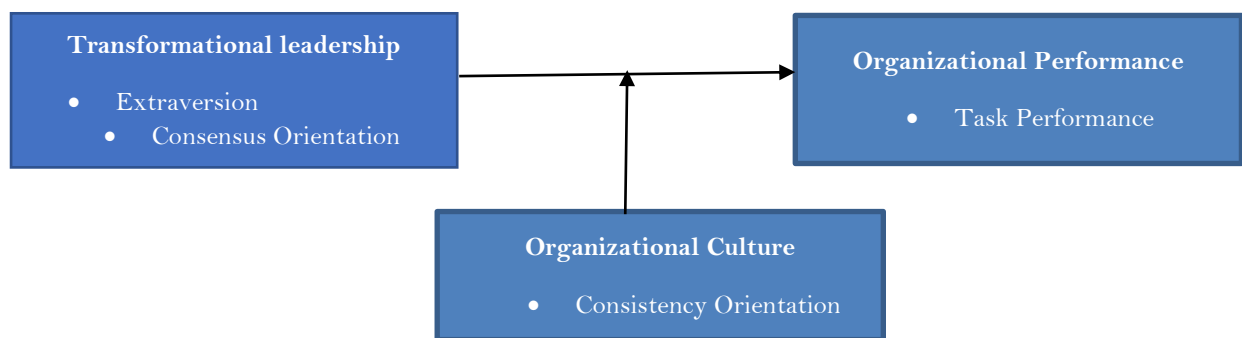 Transformational leadership
• Extraversion
• Consensus Orientation
Organizational Performance
• Task Performance
Organizational Culture
• Consistency Orientation